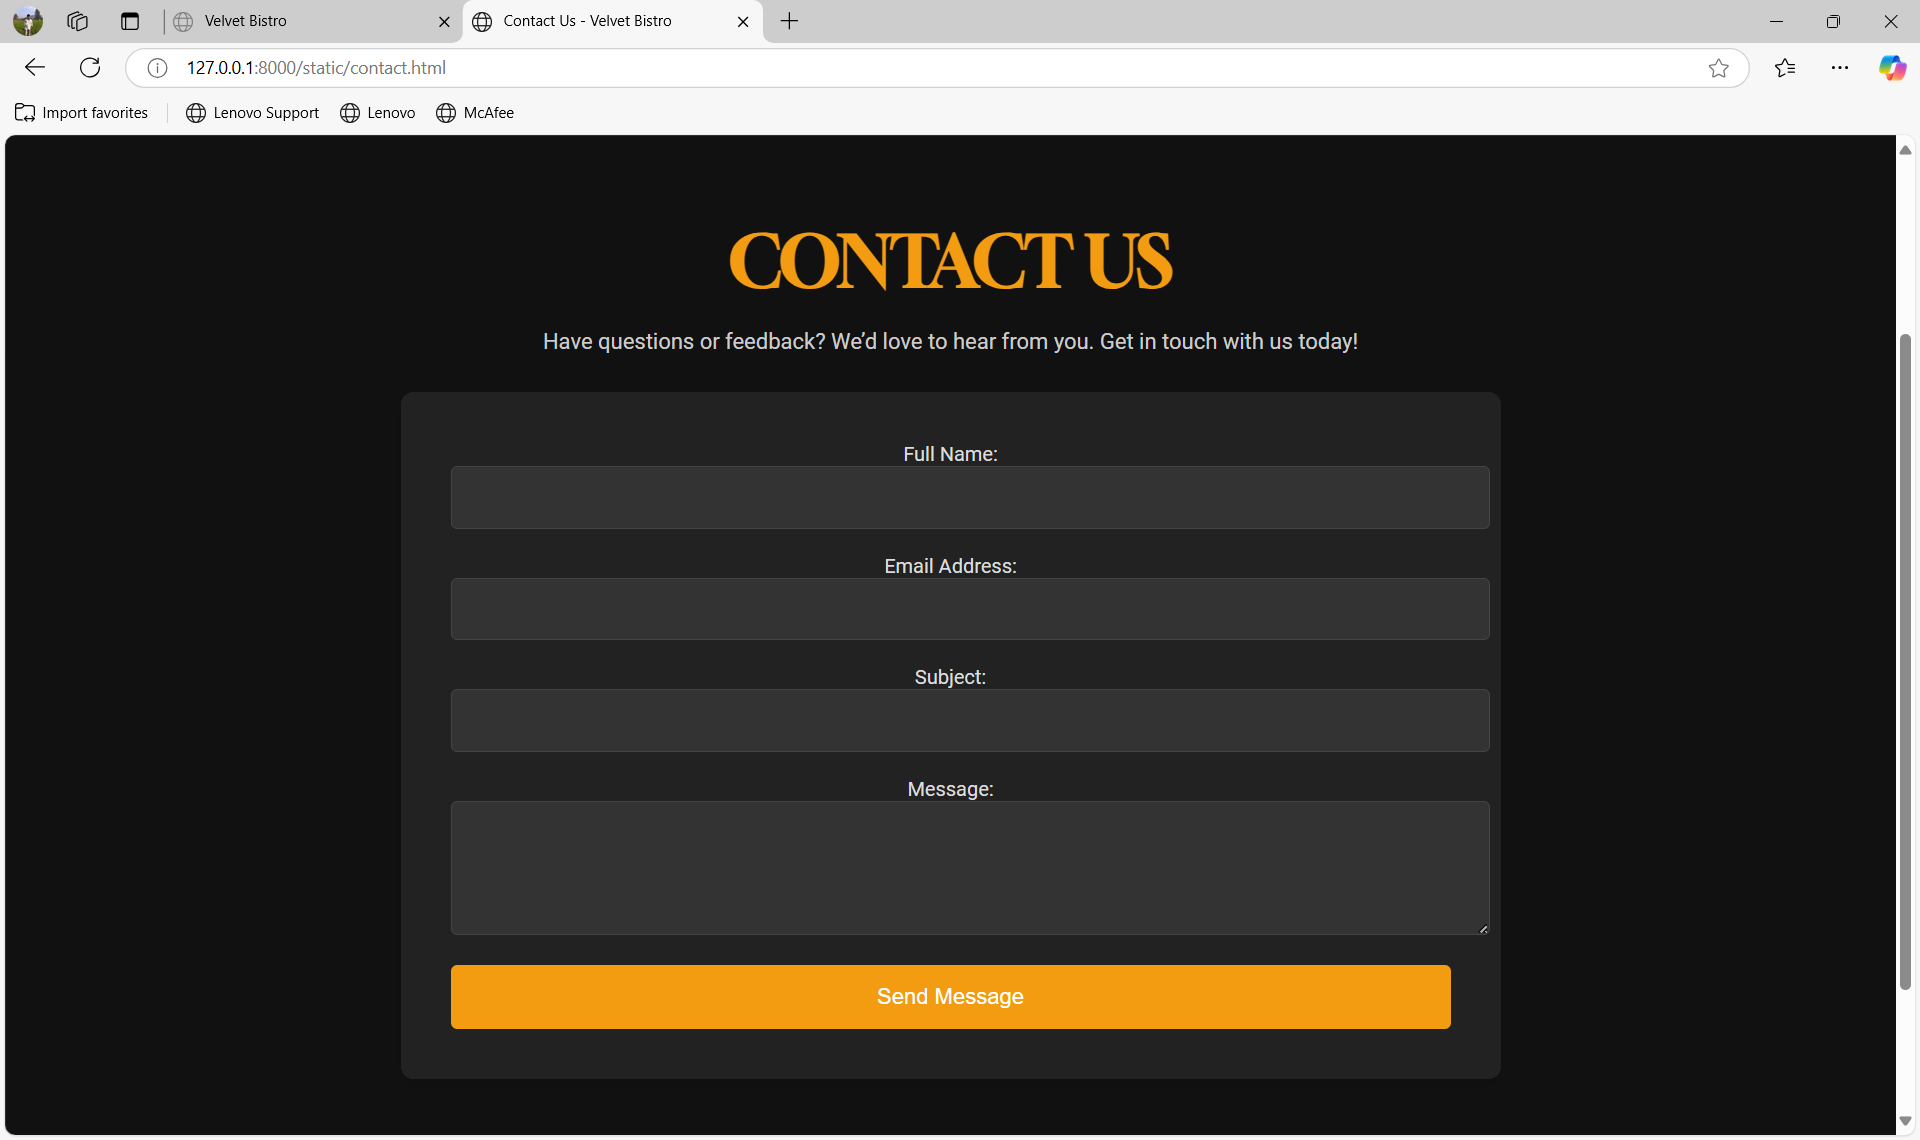 Velvet Bistro
Contact Us - Velvet Bistro
127.0.0.1:8000/static/contact.html
Import favorites
Lenovo Support
Lenovo
McAfee
CONTACT US
Have questions or feedback? We’d love to hear from you. Get in touch with us today!
Full Name:
Email Address:
Subject:
Message:
Send Message